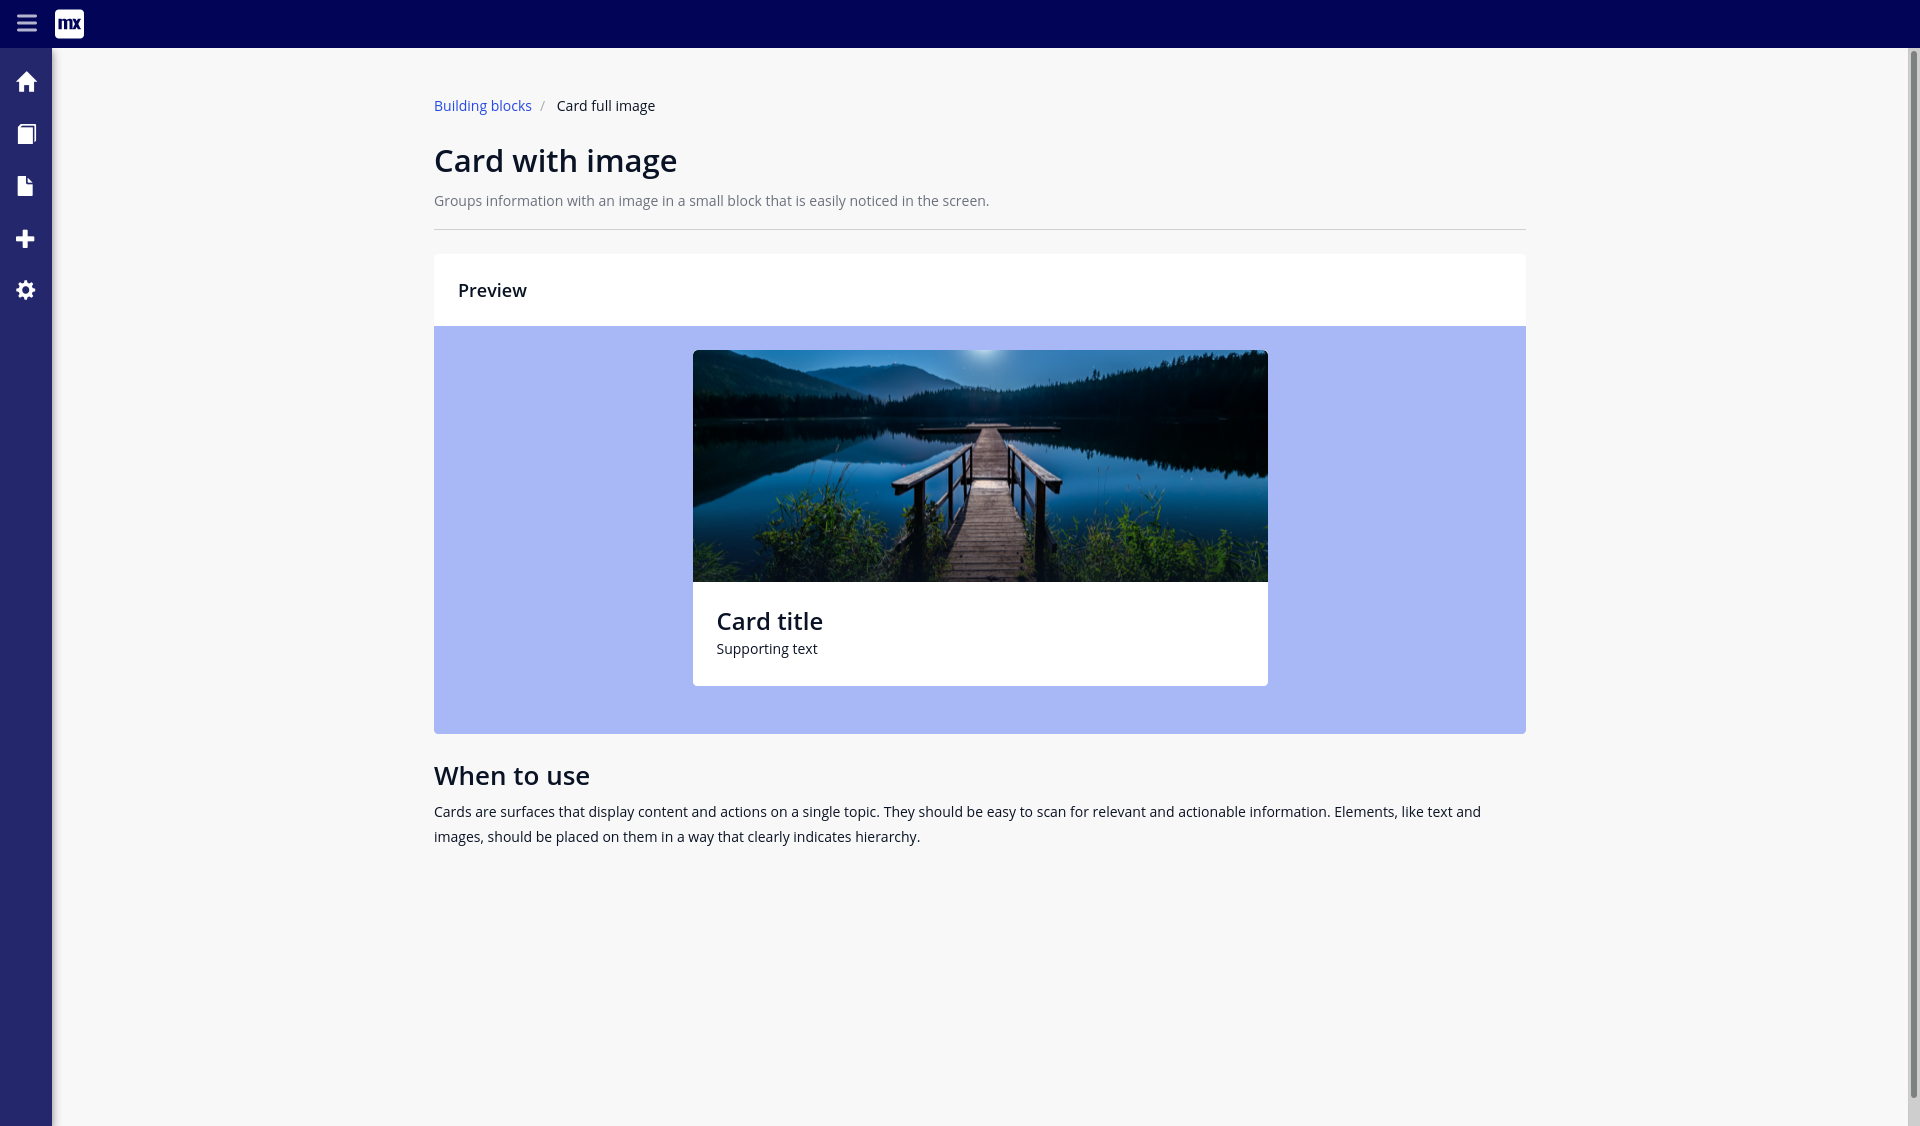 mx
Building blocks / Card full image
Card with image
Groups information with an image in a small block that is easily noticed in the screen.
Preview
Card title
Supporting text
When to use
Cards are surfaces that display content and actions on a single topic. They should be easy to scan for relevant and actionable information. Elements, like text and
images, should be placed on them in a way that clearly indicates hierarchy.